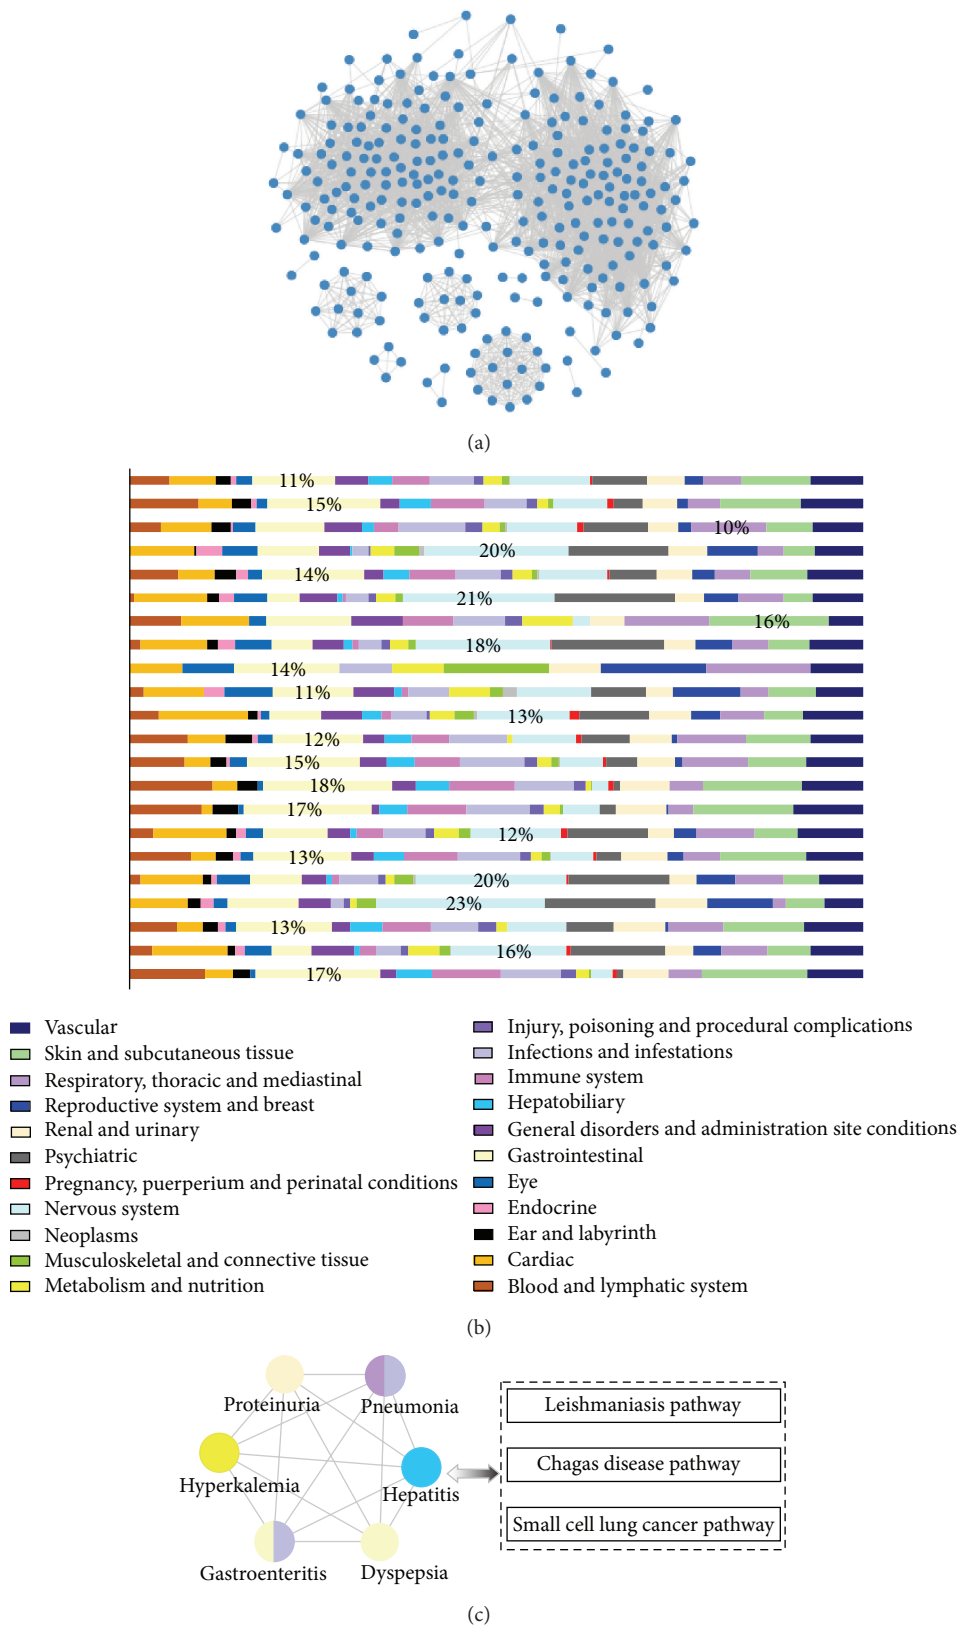 (a)
11%
15%
10%
20%
14%
21%
16%
18%
14%
11%
13%
12%
15%
18%
17%
12%
13%
20%
23%
13%
16%
17%
Vascular
Skin and subcutaneous tissue
Respiratory, thoracic and mediastinal
Reproductive system and breast
Renal and urinary
Psychiatric
Pregnancy, puerperium and perinatal conditions
Nervous system
Neoplasms
Musculoskeletal and connective tissue
Metabolism and nutrition
Injury, poisoning and procedural complications
Infections and infestations
Immune system
Hepatobiliary
General disorders and administration site conditions
Gastrointestinal
Eye
Endocrine
Ear and labyrinth
Cardiac
Blood and lymphatic system
(b)
Proteinuria
Pneumonia
Hyperkalemia
Hepatitis
Gastroenteritis
Dyspepsia
Leishmaniasis pathway
Chagas disease pathway
Small cell lung cancer pathway
(c)